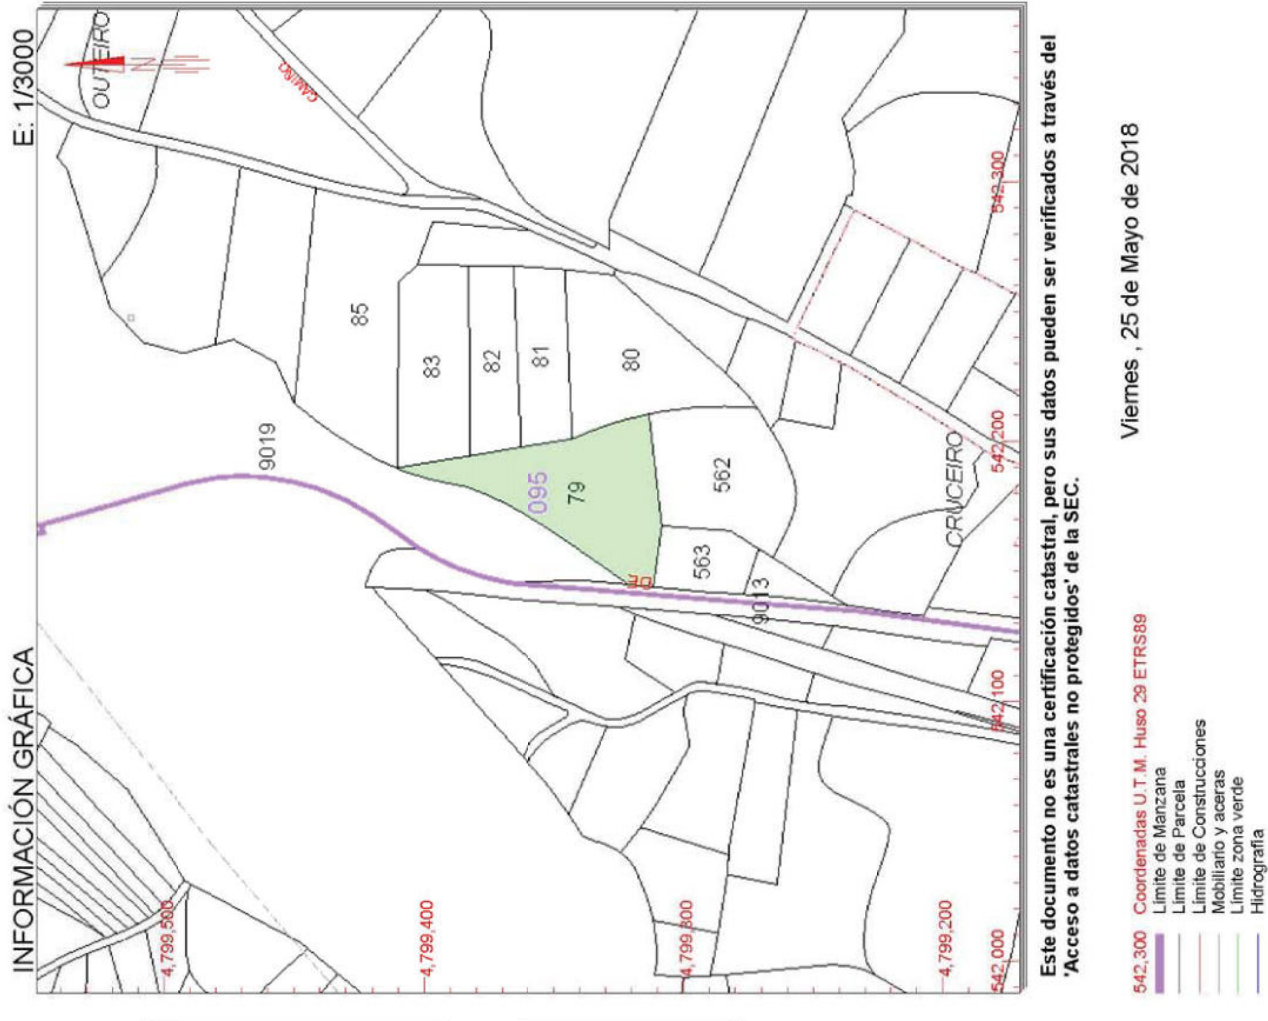 INFORMACIÓN GRÁFICA
E: 1/3000
OUTEIRO
N
CAMIÑO
9019
85
83
82
81
80
095
79
562
563
9013
CRUCEIRO
4,799,500
4,799,400
4,799,300
4,799,200
542,000
542,100
542,200
542,300
Este documento no es una certificación catastral, pero sus datos pueden ser verificados a través del
'Acceso a datos catastrales no protegidos' de la SEC.
542,300 Coordenadas U.T.M. Huso 29 ETRS89
Límite de Manzana
Límite de Parcela
Límite de Construcciones
Mobiliario y aceras
Límite zona verde
Hidrografía
Viernes , 25 de Mayo de 2018